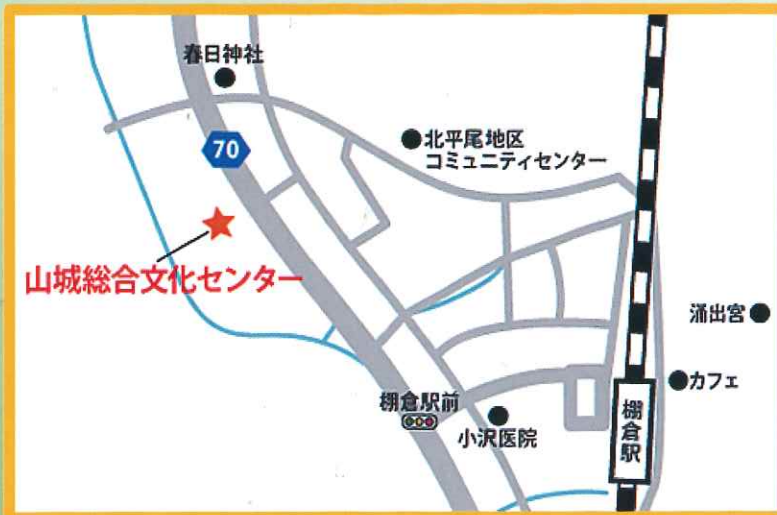 春日神社
70
北平尾地区
コミュニティセンター
山城総合文化センター
涌出宮
カフェ
棚倉駅前
小沢医院
棚倉駅